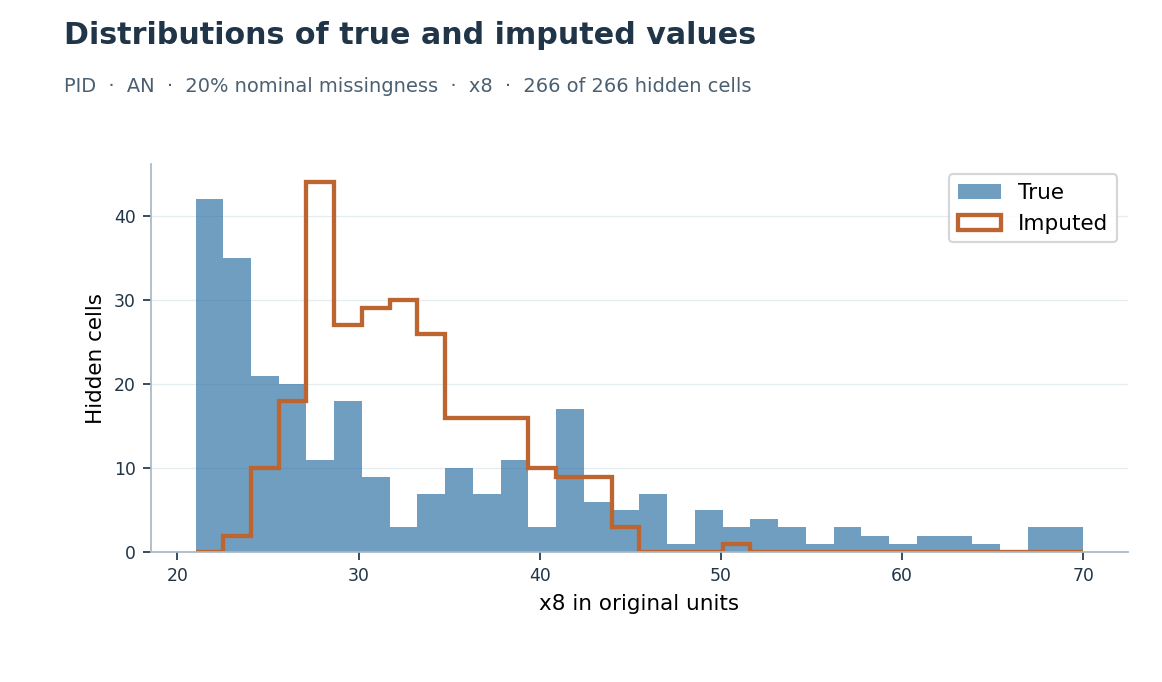 Distributions of true and imputed values
PID · AN · 20% nominal missingness · x8 · 266 of 266 hidden cells
True
Imputed
Hidden cells
40
30
20
10
0
20 30 40 50 60 70
x8 in original units